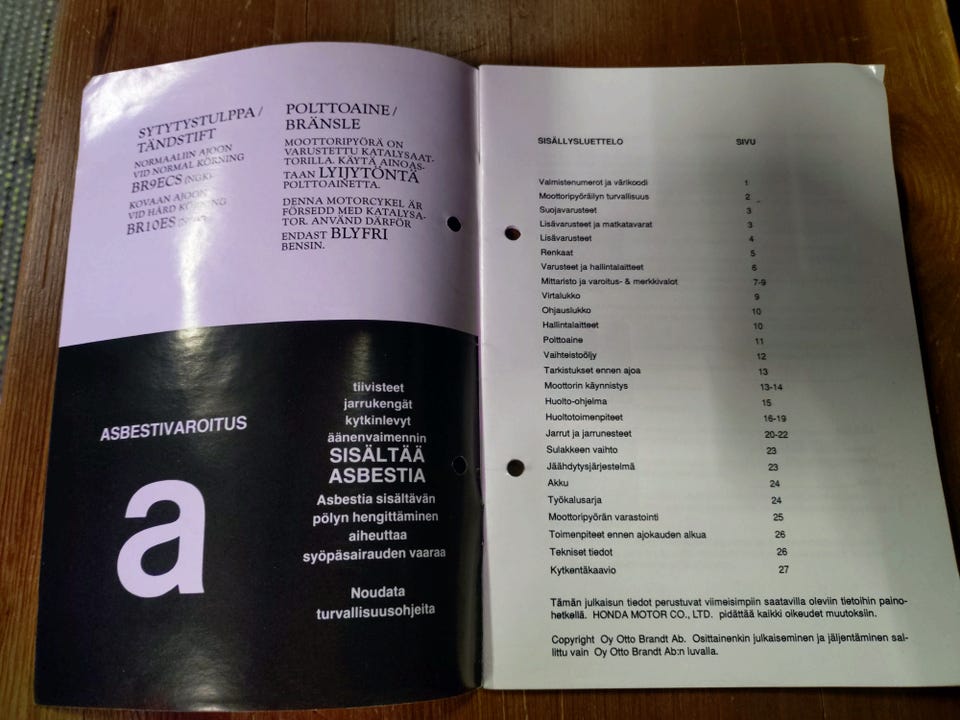 SYTYTYSTULPPA /
TÄNDSTIFT
NORMAALIIN AJOON
VID NORMAL KÖRNING
BR9ECS (NGK)
KOVAAN AJOON
VID HÅRD KÖRNING
BR10ES
POLTTOAINE /
BRÄNSLE
MOOTTORIPYÖRÄ ON
VARUSTETTU KATALYSAAT-
TORILLA. KÄYTÄ AINOAS-
TAAN LYIJYTÖNTÄ
POLTTOAINETTA.
DENNA MOTORCYKEL ÄR
FÖRSEDD MED KATALYSA-
TOR. ANVÄND DÄRFÖR
ENDAST BLYFRI
BENSIN.
ASBESTIVAROITUS
a
tiivisteet
jarrukengät
kytkinlevyt
äänenvaimennin
SISÄLTÄÄ
ASBESTIA
Asbestia sisältävän
pölyn hengittäminen
aiheuttaa
syöpäsairauden vaaraa
Noudata
turvallisuusohjeita
SISÄLLYSLUETTELO SIVU
Valmistenumerot ja värikoodi 1
Moottoripyöräilyn turvallisuus 2
Suojavarusteet 3
Lisävarusteet ja matkatavarat 3
Lisävarusteet 4
Renkaat 5
Varusteet ja hallintalaitteet 6
Mittaristo ja varoitus- & merkkivalot 7-9
Virtalukko 9
Ohjauslukko 10
Hallintalaitteet 10
Polttoaine 11
Vaihteistoöljy 12
Tarkistukset ennen ajoa 13
Moottorin käynnistys 13-14
Huolto-ohjelma 15
Huoltotoimenpiteet 16-19
Jarrut ja jarrunesteet 20-22
Sulakkeen vaihto 23
Jäähdytysjärjestelmä 23
Akku 24
Työkalusarja 24
Moottoripyörän varastointi 25
Toimenpiteet ennen ajokauden alkua 26
Tekniset tiedot 26
Kytkentäkaavio 27
Tämän julkaisun tiedot perustuvat viimeisimpiin saatavilla oleviin tietoihin paino-
hetkellä. HONDA MOTOR CO., LTD. pidättää kaikki oikeudet muutoksiin.
Copyright Oy Otto Brandt Ab. Osittainenkin julkaiseminen ja jäljentäminen sal-
littu vain Oy Otto Brandt Ab:n luvalla.